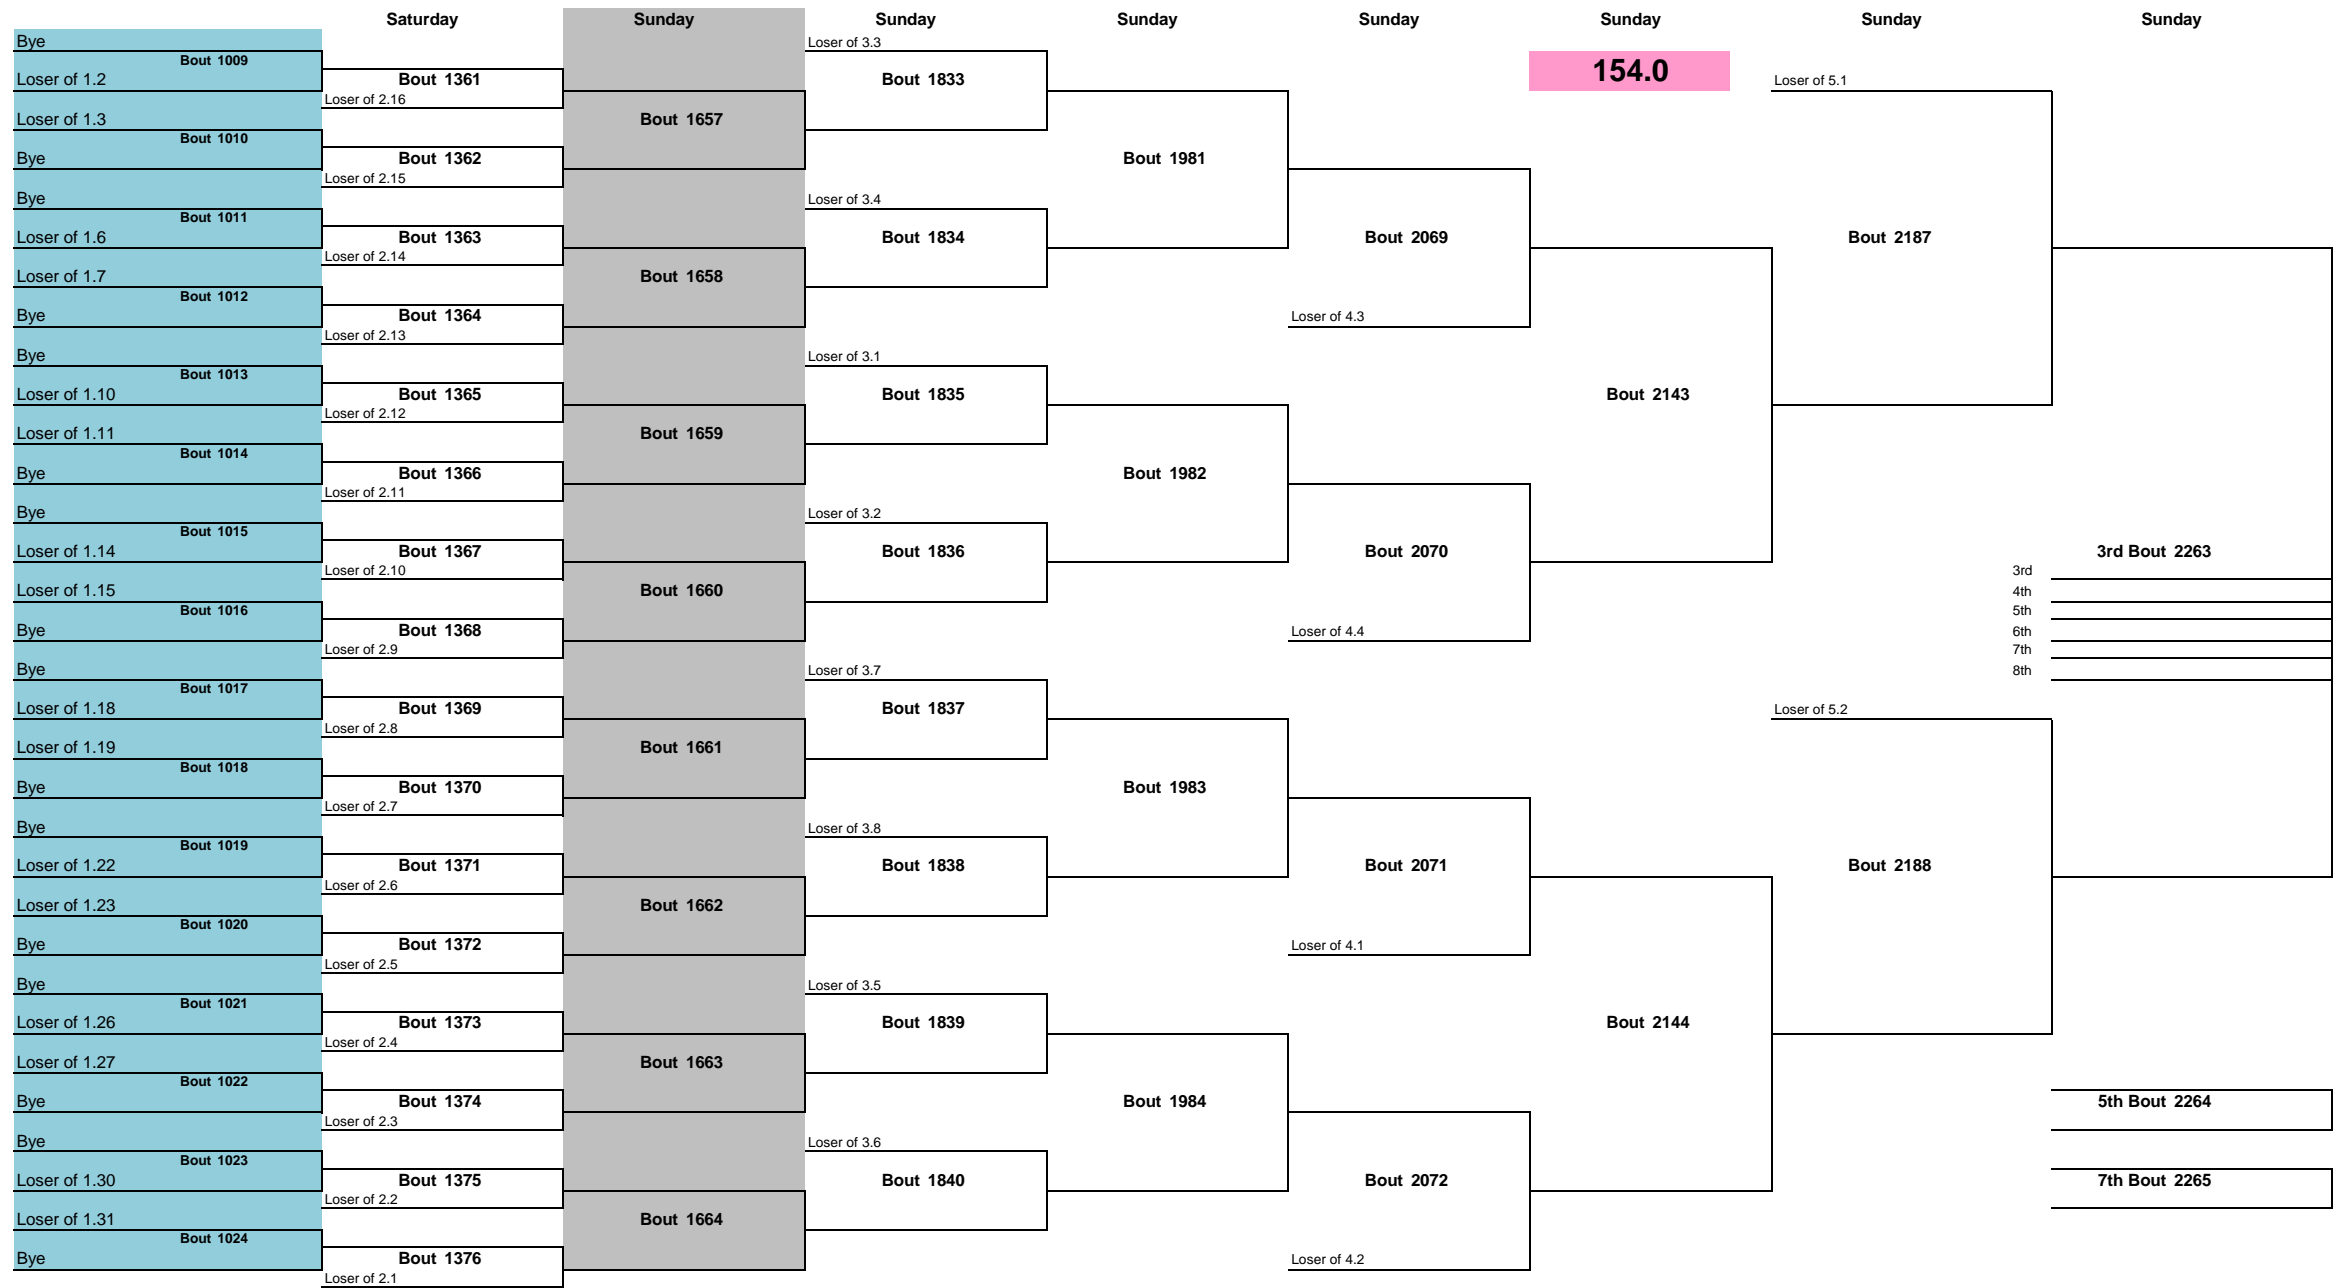 Saturday
Sunday
Sunday
Sunday
Sunday
Sunday
Sunday
Sunday
Bye
Bout 1009
Loser of 1.2
Loser of 1.3
Bout 1010
Bye
Bye
Bout 1011
Loser of 1.6
Loser of 1.7
Bout 1012
Bye
Bye
Bout 1013
Loser of 1.10
Loser of 1.11
Bout 1014
Bye
Bye
Bout 1015
Loser of 1.14
Loser of 1.15
Bout 1016
Bye
Bye
Bout 1017
Loser of 1.18
Loser of 1.19
Bout 1018
Bye
Bye
Bout 1019
Loser of 1.22
Loser of 1.23
Bout 1020
Bye
Bye
Bout 1021
Loser of 1.26
Loser of 1.27
Bout 1022
Bye
Bye
Bout 1023
Loser of 1.30
Loser of 1.31
Bout 1024
Bye
Bout 1361
Loser of 2.16
Bout 1362
Loser of 2.15
Bout 1363
Loser of 2.14
Bout 1364
Loser of 2.13
Bout 1365
Loser of 2.12
Bout 1366
Loser of 2.11
Bout 1367
Loser of 2.10
Bout 1368
Loser of 2.9
Bout 1369
Loser of 2.8
Bout 1370
Loser of 2.7
Bout 1371
Loser of 2.6
Bout 1372
Loser of 2.5
Bout 1373
Loser of 2.4
Bout 1374
Loser of 2.3
Bout 1375
Loser of 2.2
Bout 1376
Loser of 2.1
Bout 1657
Bout 1658
Bout 1659
Bout 1660
Bout 1661
Bout 1662
Bout 1663
Bout 1664
Loser of 3.3
Bout 1833
Loser of 3.4
Bout 1834
Loser of 3.1
Bout 1835
Loser of 3.2
Bout 1836
Loser of 3.7
Bout 1837
Loser of 3.8
Bout 1838
Loser of 3.5
Bout 1839
Loser of 3.6
Bout 1840
Bout 1981
Bout 1982
Bout 1983
Bout 1984
Bout 2069
Loser of 4.3
Bout 2070
Loser of 4.4
Bout 2071
Loser of 4.1
Bout 2072
Loser of 4.2
154.0
Bout 2143
Bout 2144
Loser of 5.1
Bout 2187
Loser of 5.2
Bout 2188
3rd Bout 2263
3rd
4th
5th
6th
7th
8th
5th Bout 2264
7th Bout 2265